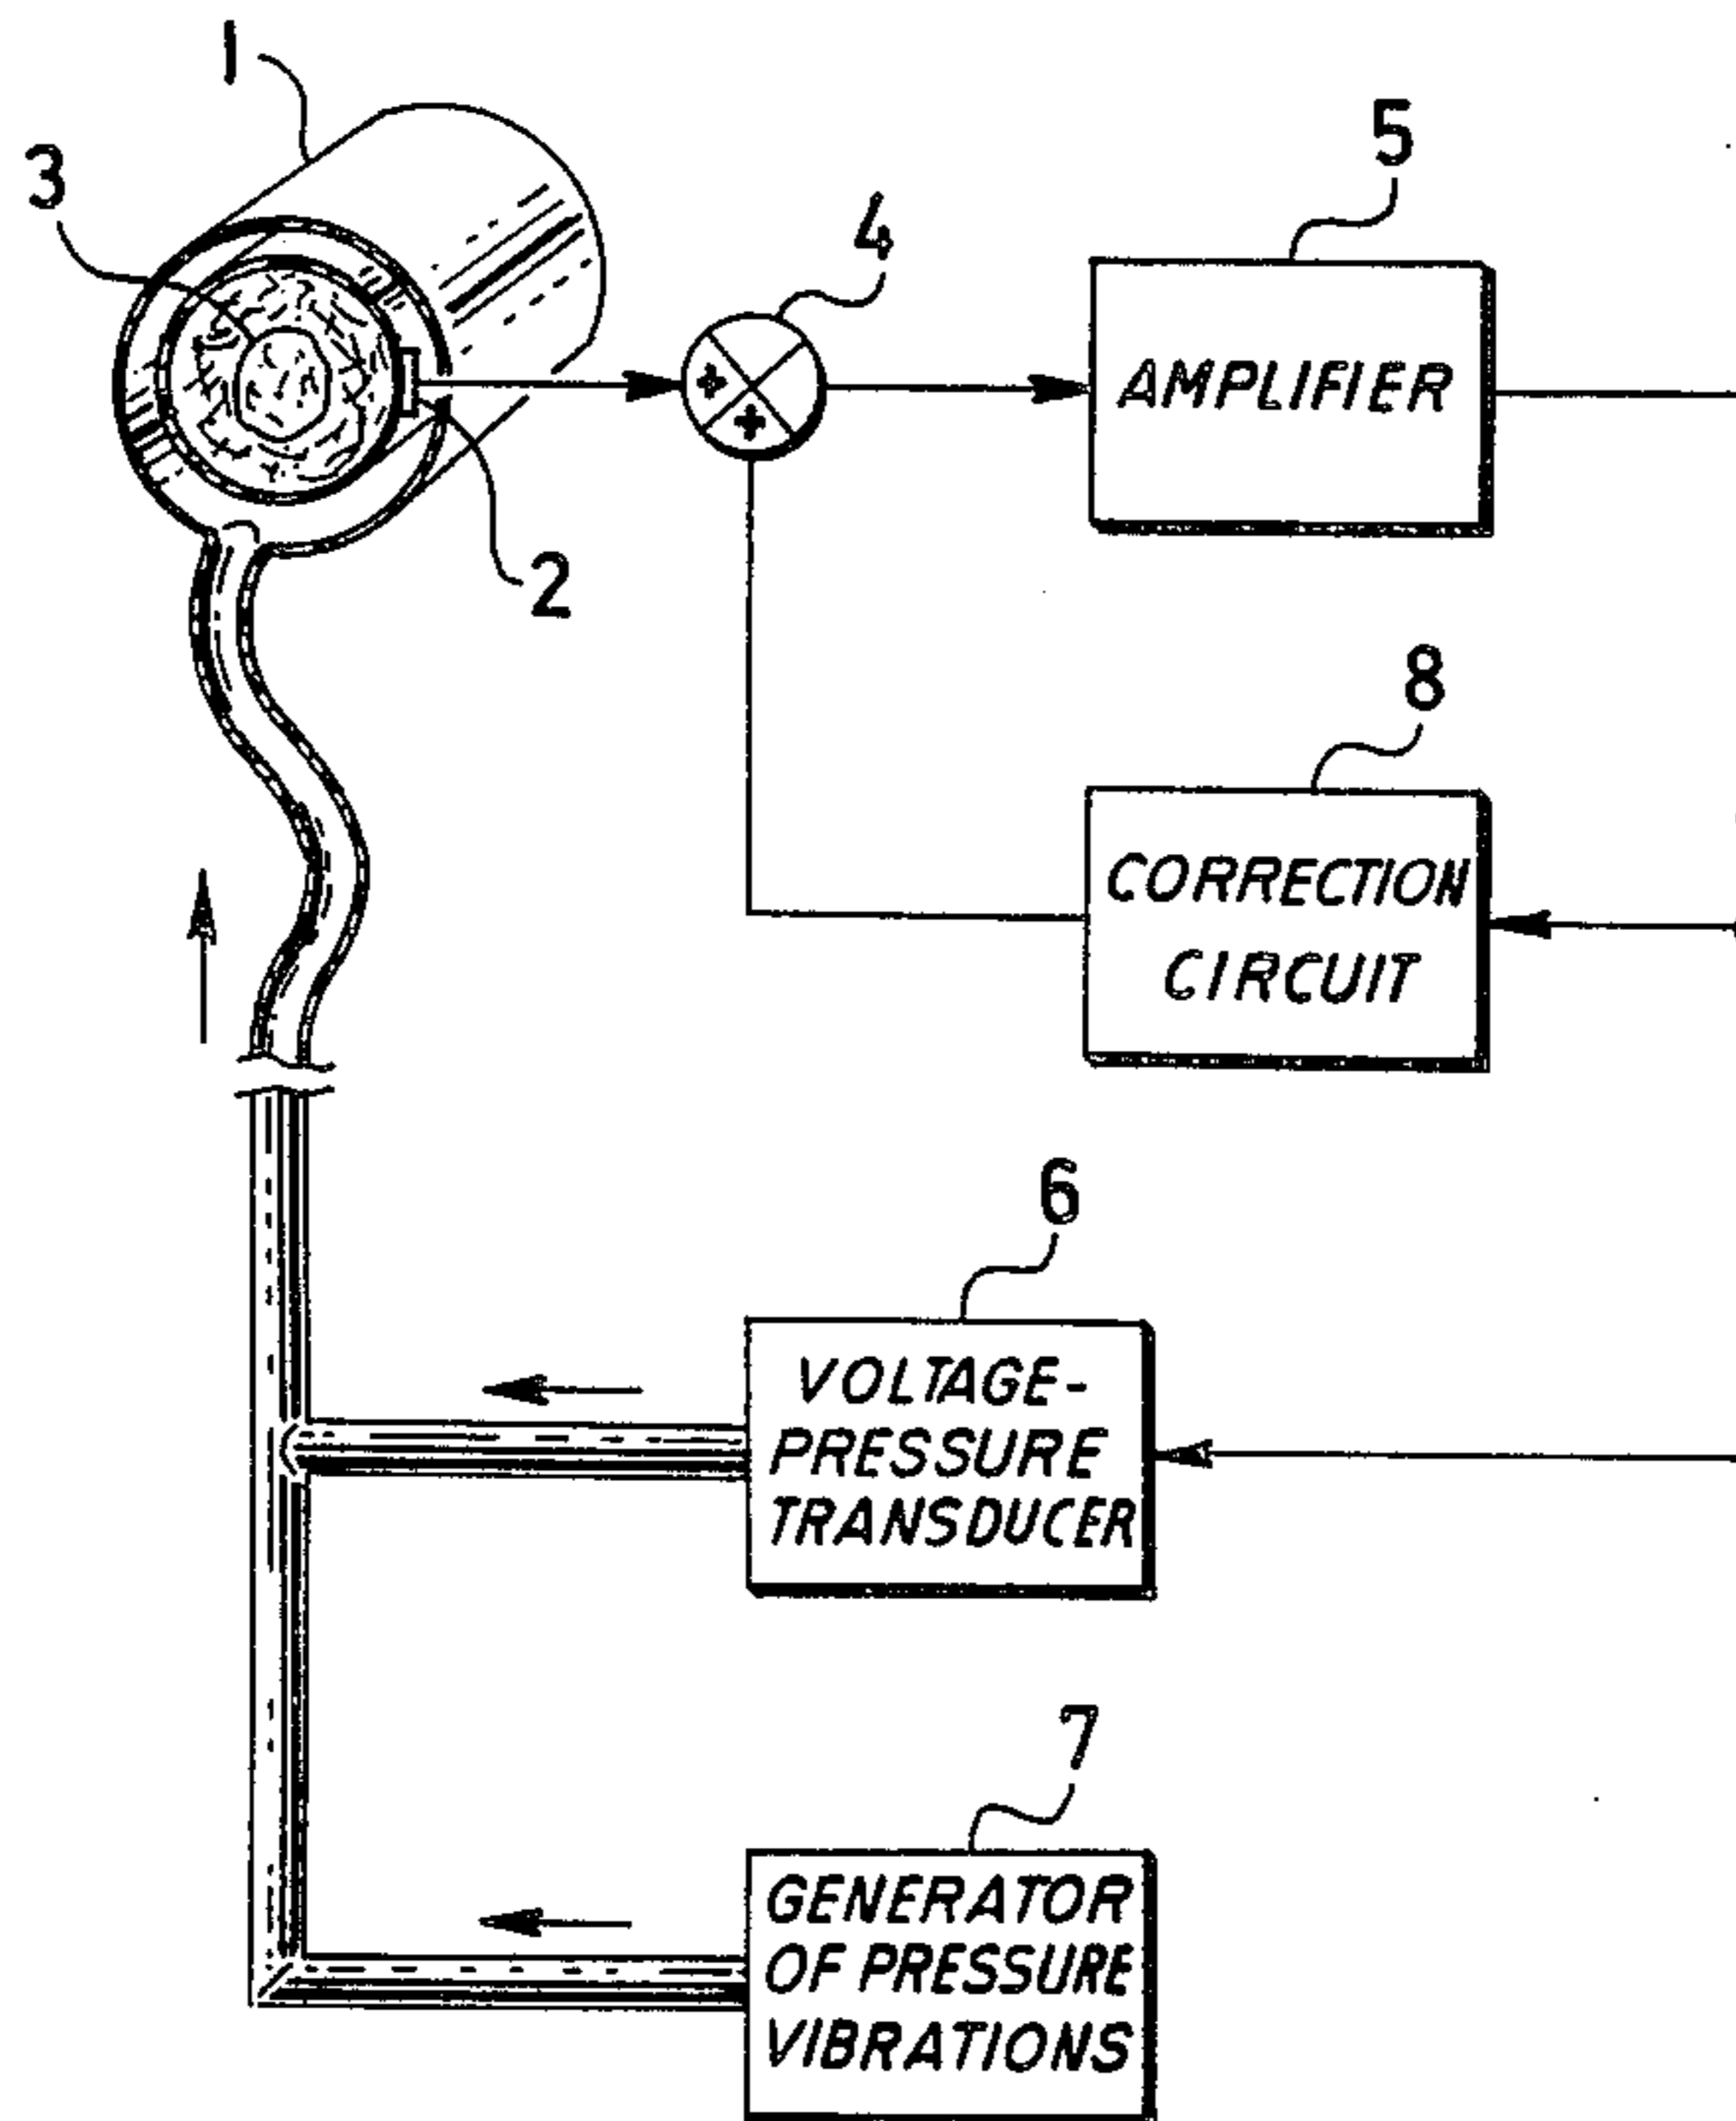 1
3
5
4
AMPLIFIER
2
8
CORRECTION
CIRCUIT
6
VOLTAGE-
PRESSURE
TRANSDUCER
7
GENERATOR
OF PRESSURE
VIBRATIONS